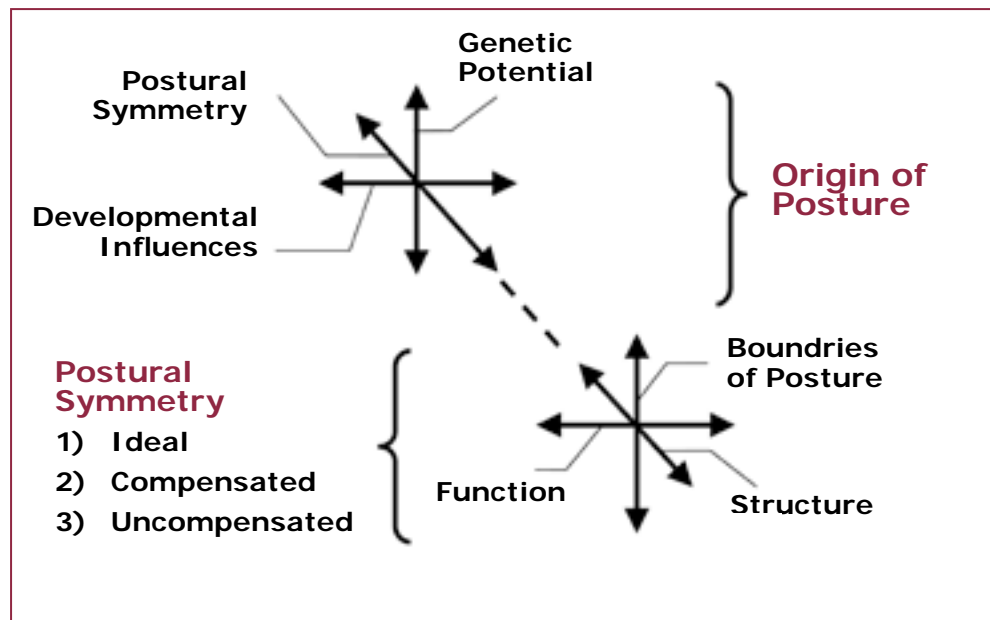 Genetic
Potential
Postural
Symmetry
Origin of
Posture
Developmental
Influences
Boundries
of Posture
Postural
Symmetry
1) Ideal
2) Compensated
3) Uncompensated
Function
Structure